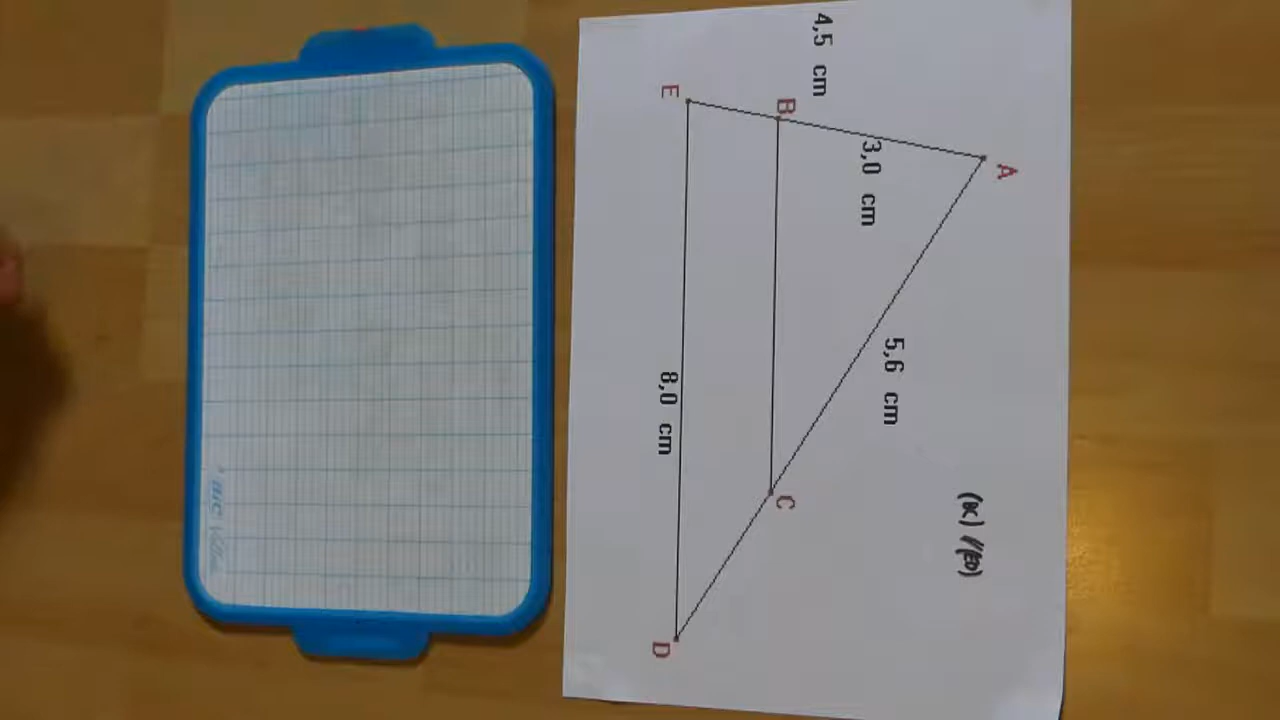 A
3,0 cm
4,5 cm
5,6 cm
B
C
E
D
8,0 cm
(BC) //(ED)